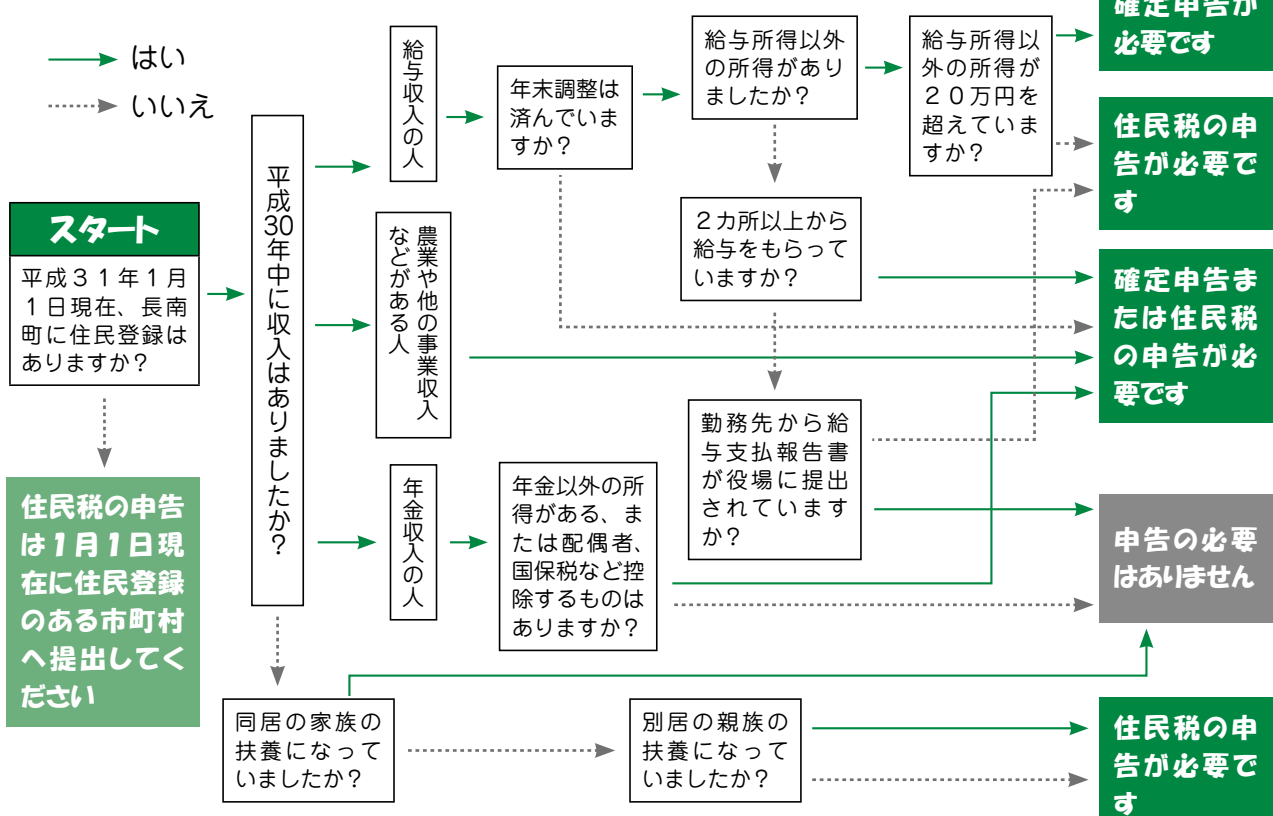 はい
いいえ
スタート
平成３１年１月
１日現在、長南
町に住民登録は
ありますか？
住民税の申告
は１月１日現
在に住民登録
のある市町村
へ提出してく
ださい
平成30年中に収入はありましたか？
給与収入の人
年末調整は
済んでいま
すか？
給与所得以外
の所得があり
ましたか？
給与所得以
外の所得が
２０万円を
超えていま
すか？
確定申告が
必要です
住民税の申
告が必要で
す
２カ所以上から
給与をもらって
いますか？
確定申告ま
たは住民税
の申告が必
要です
農業や他の事業収入
などがある人
勤務先から給
与支払報告書
が役場に提出
されています
か？
年金収入の人
年金以外の所
得がある、ま
たは配偶者、
国保税など控
除するものは
ありますか？
申告の必要
はありません
同居の家族の
扶養になって
いましたか？
別居の親族の
扶養になって
いましたか？
住民税の申
告が必要で
す